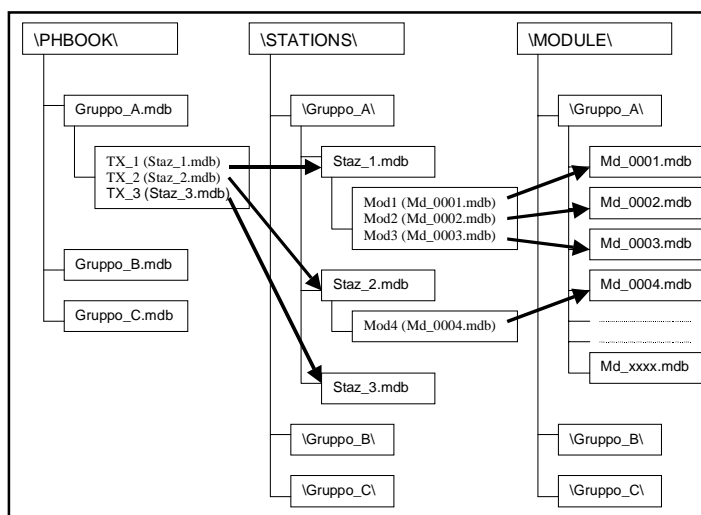 \PHBOOK\
\STATIONS\
\MODULE\
Gruppo_A.mdb
TX_1 (Staz_1.mdb)
TX_2 (Staz_2.mdb)
TX_3 (Staz_3.mdb)
Gruppo_B.mdb
Gruppo_C.mdb
\Gruppo_A\
Staz_1.mdb
Mod1 (Md_0001.mdb)
Mod2 (Md_0002.mdb)
Mod3 (Md_0003.mdb)
Staz_2.mdb
Mod4 (Md_0004.mdb)
Staz_3.mdb
\Gruppo_B\
\Gruppo_C\
\Gruppo_A\
Md_0001.mdb
Md_0002.mdb
Md_0003.mdb
Md_0004.mdb
Md_xxxx.mdb
\Gruppo_B\
\Gruppo_C\